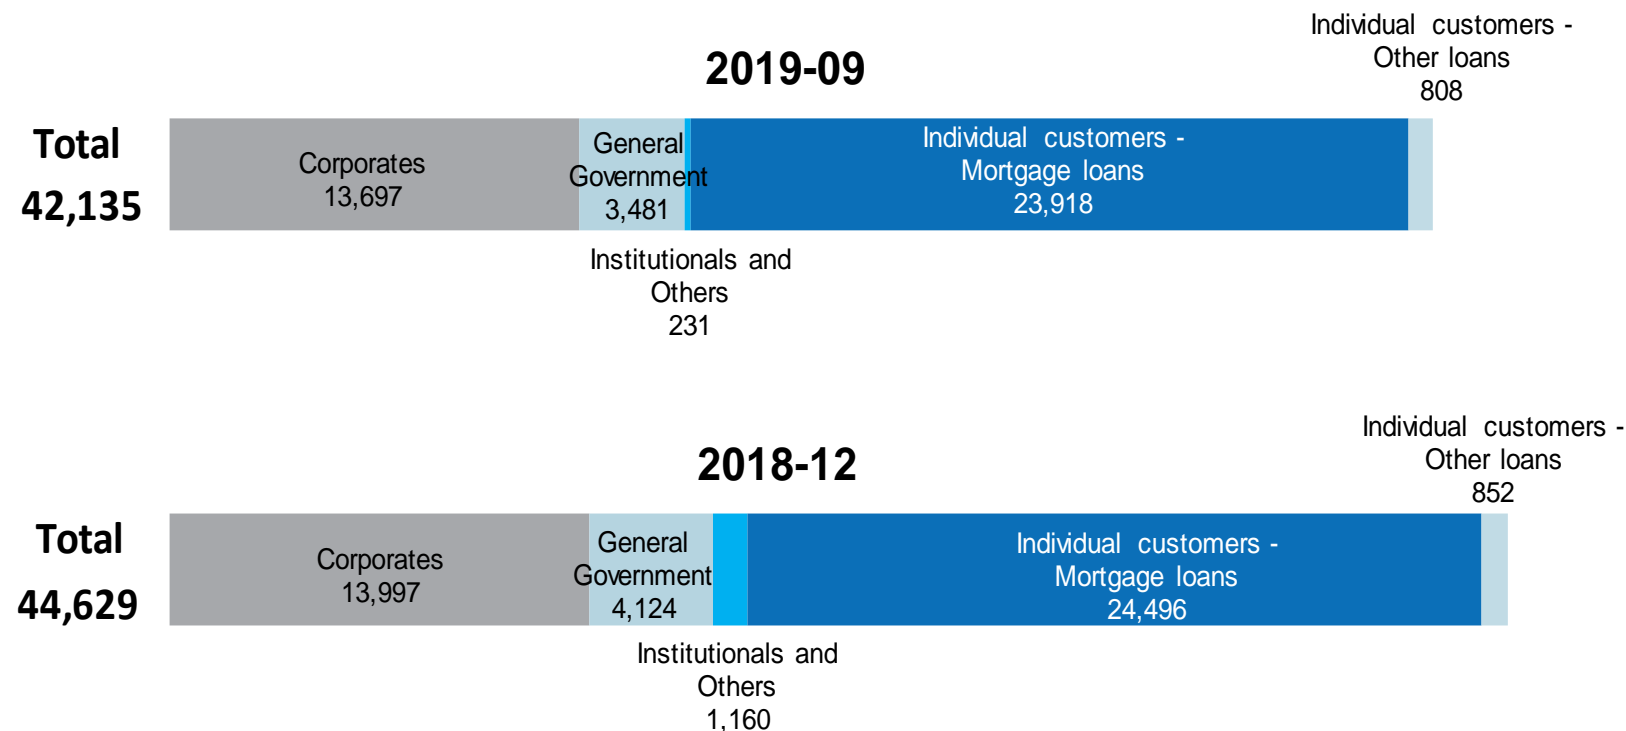 Individual customers -
Other loans
808
2019-09
Total
42,135
Corporates
13,697
General
Government
3,481
Individual customers -
Mortgage loans
23,918
Institutionals and
Others
231
Individual customers -
Other loans
852
2018-12
Total
44,629
Corporates
13,997
General
Government
4,124
Individual customers -
Mortgage loans
24,496
Institutionals and
Others
1,160